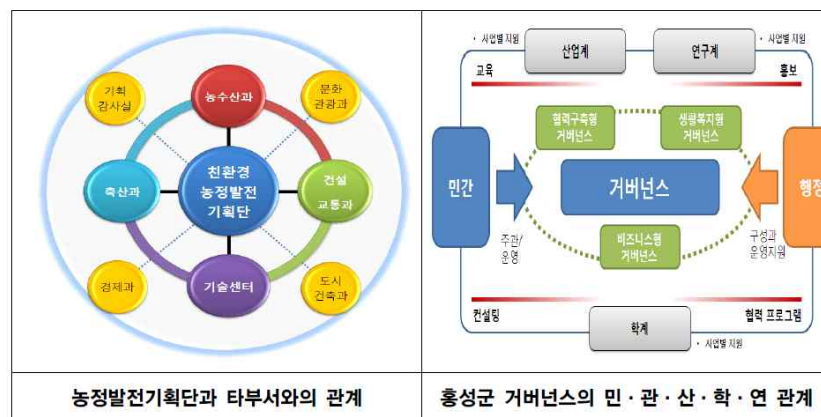 기획
감사실
농수산과
문화
관광과
축산과
친환경
농정발전
기획단
건설
교통과
경제과
기술센터
도시
건축과
농정발전기획단과 타부서와의 관계
· 사업별 지원
산업계
연구계
· 사업별 지원
교육
홍보
협력구축형
거버넌스
생활복지형
거버넌스
민간
거버넌스
행정
주관/
운영
비즈니스형
거버넌스
구성과
운영지원
컨설팅
학계
협력 프로그램
· 사업별 지원
홍성군 거버넌스의 민·관·산·학·연 관계